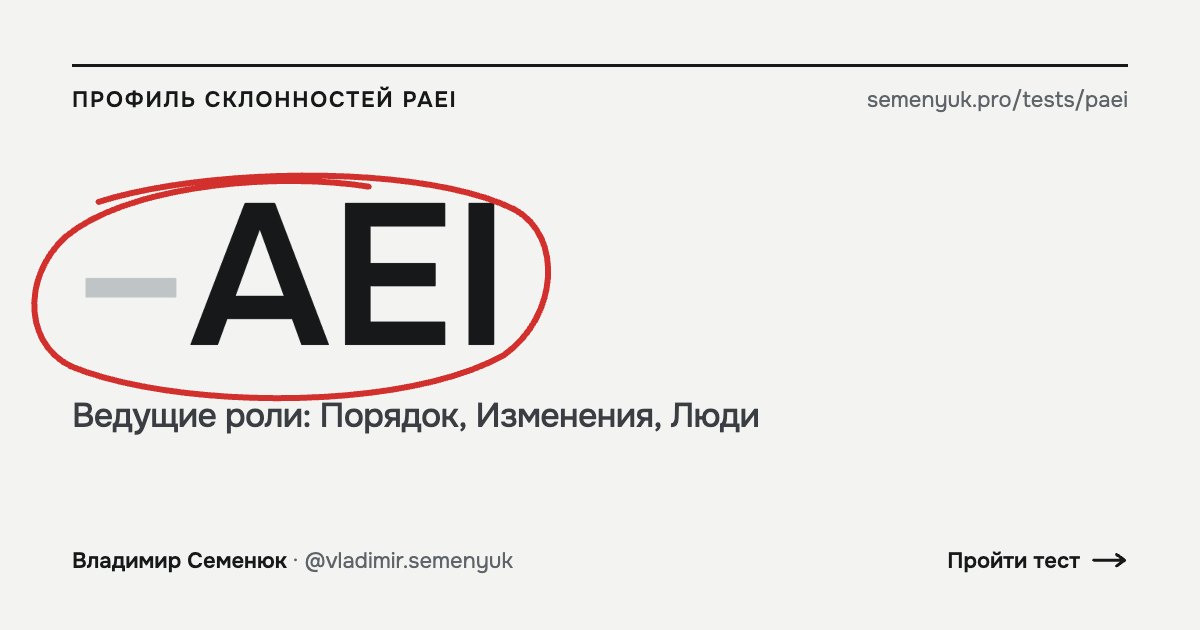 ПРОФИЛЬ СКЛОННОСТЕЙ PAEI
semenyuk.pro/tests/paei
–AEI
Ведущие роли: Порядок, Изменения, Люди
Владимир Семенюк · @vladimir.semenyuk
Пройти тест →